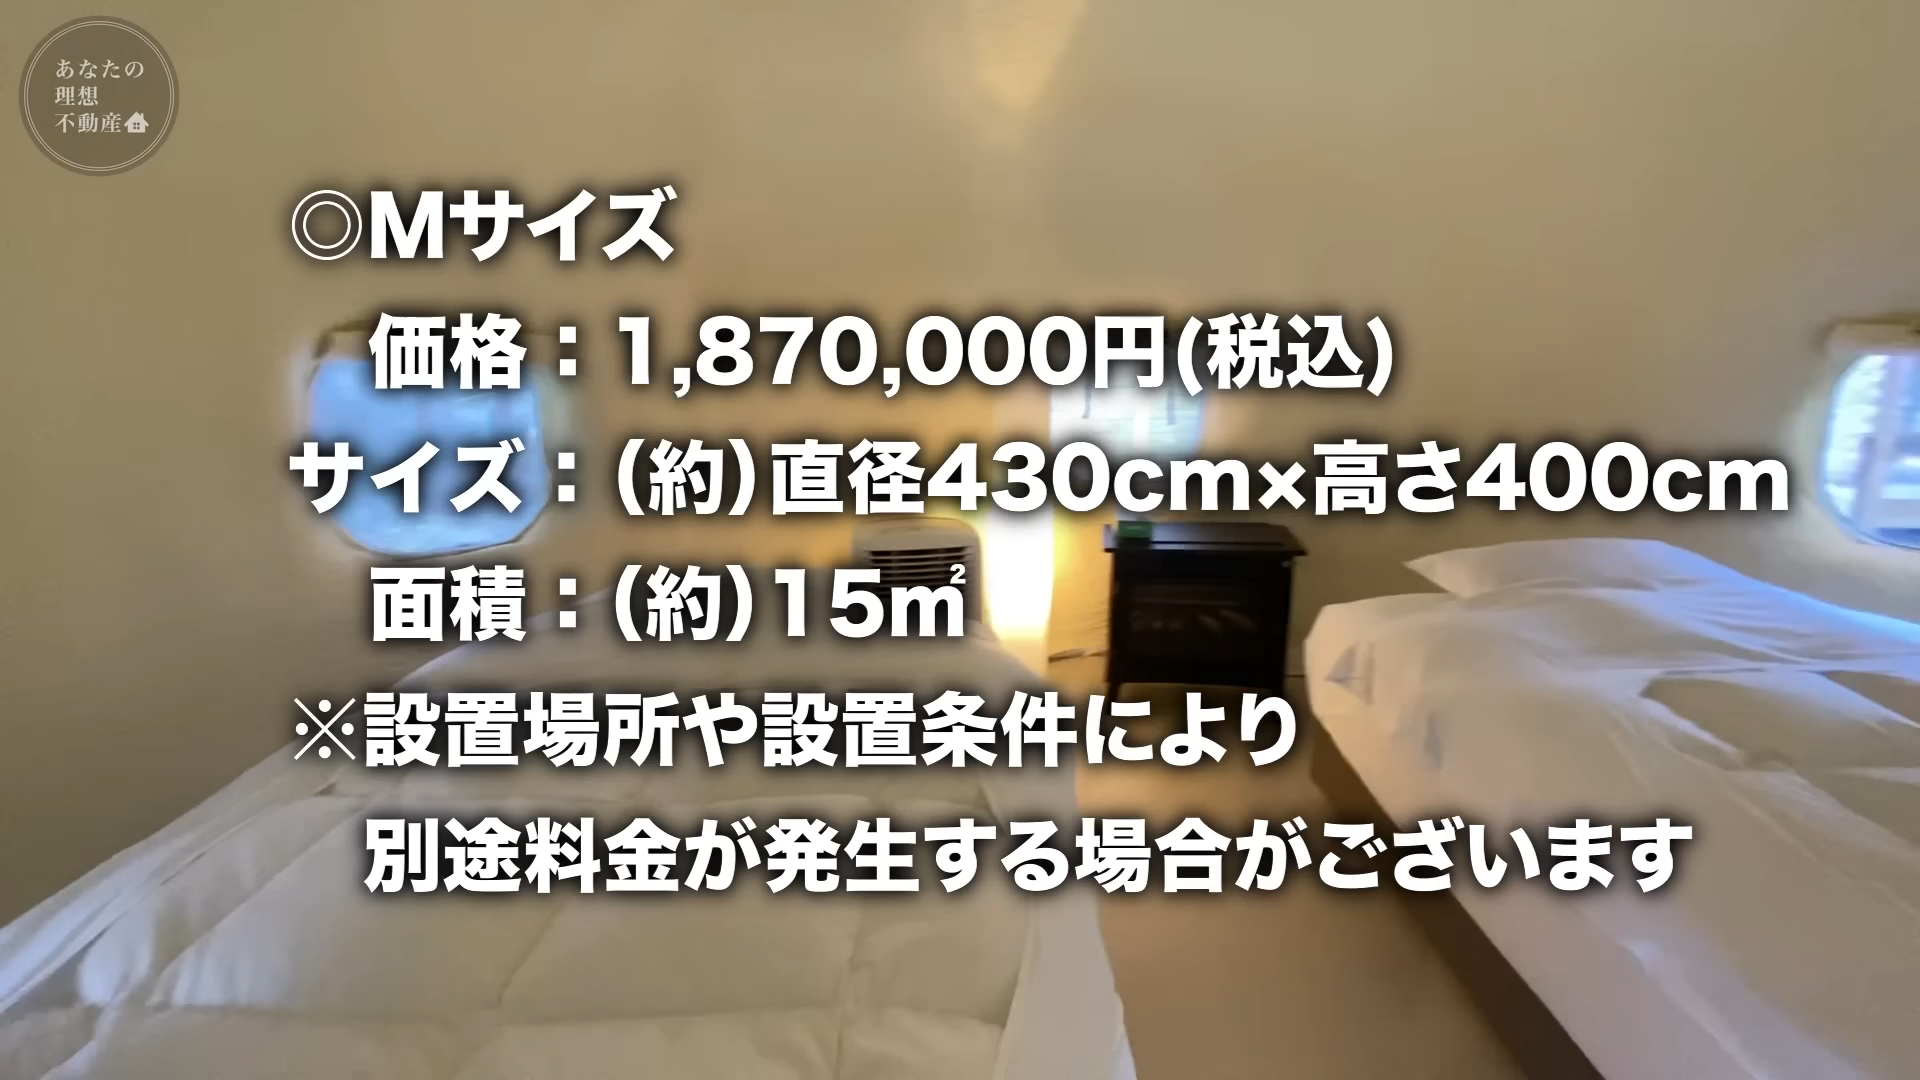 あなたの
理想
不動産
◎Mサイズ
価格：1,870,000円(税込)
サイズ：（約）直径430cm×高さ400cm
面積：（約）15㎡
※設置場所や設置条件により
別途料金が発生する場合がございます